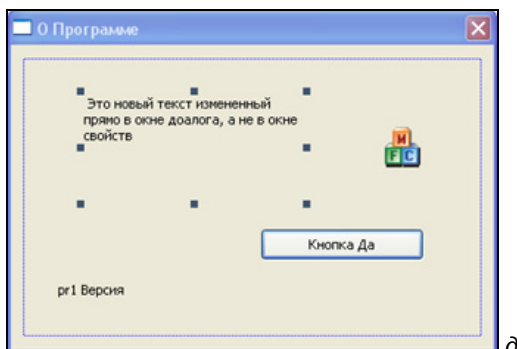 О Программе
Это новый текст измененный
прямо в окне доалога, а не в окне
свойств
M
F C
Кнопка Да
pr1 Версия
д